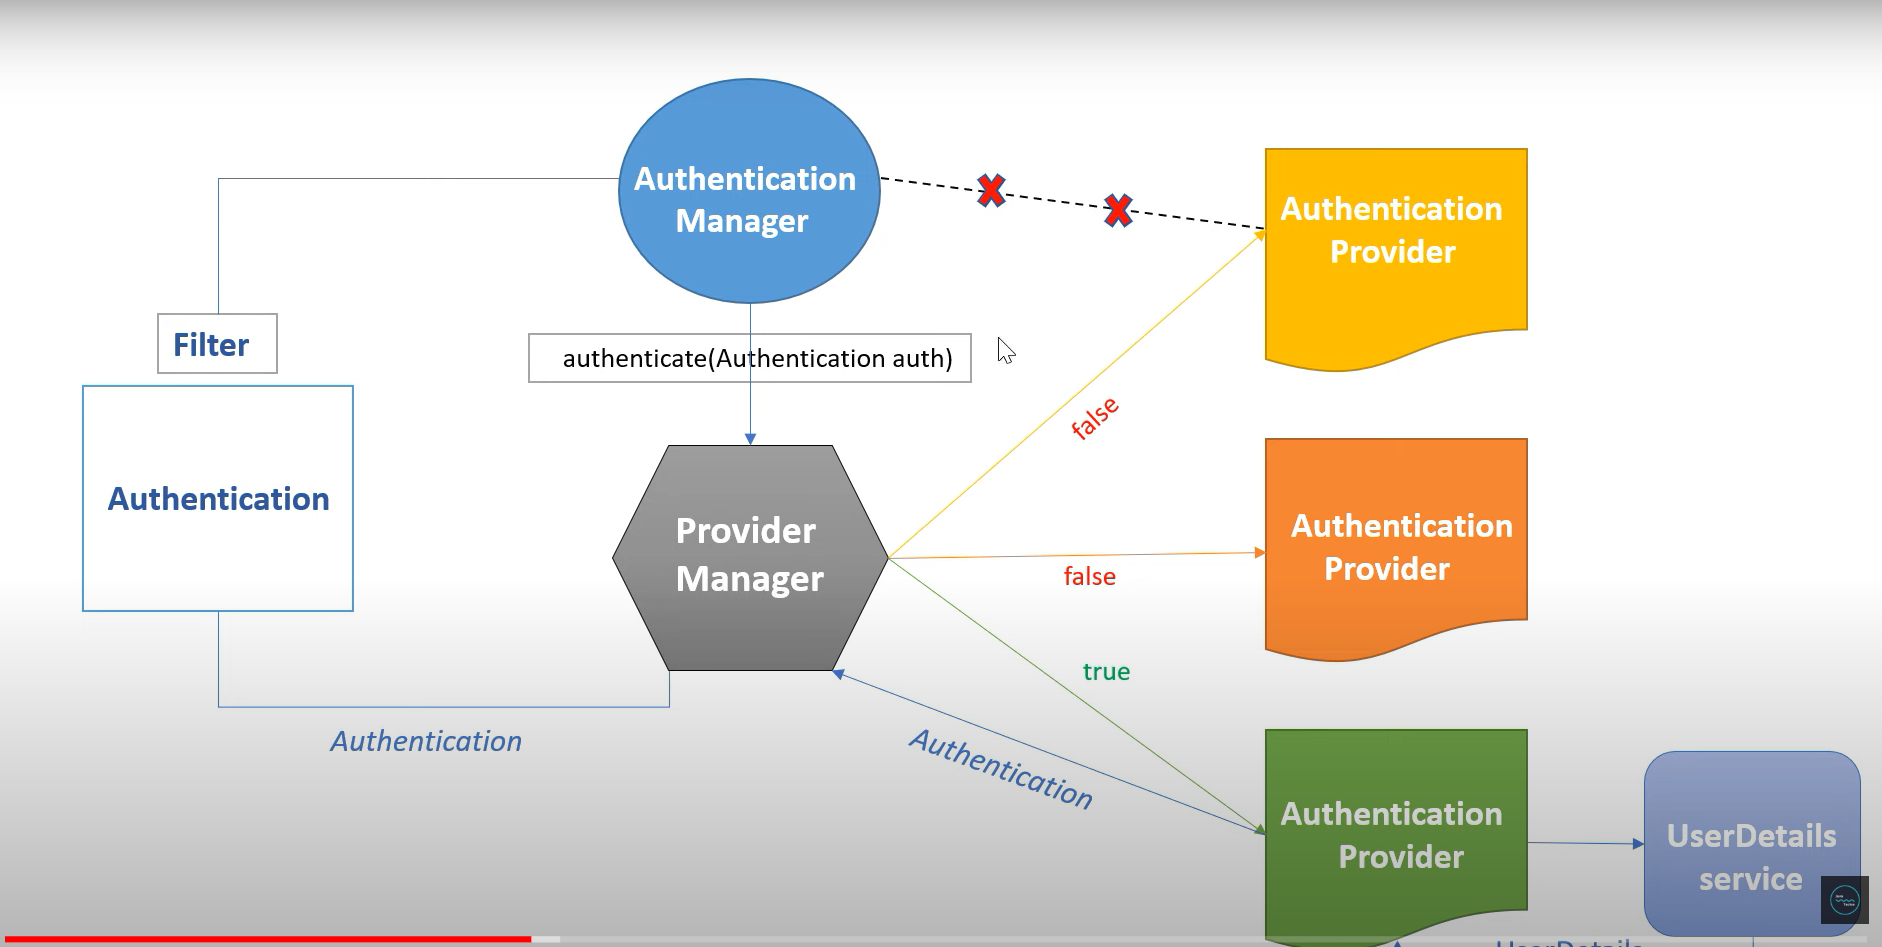 Authentication
Manager
Authentication
Provider
Filter
authenticate(Authentication auth)
false
Authentication
Provider
Manager
Authentication
Provider
false
true
Authentication
Authentication
Authentication
Provider
UserDetails
service
UserDetails